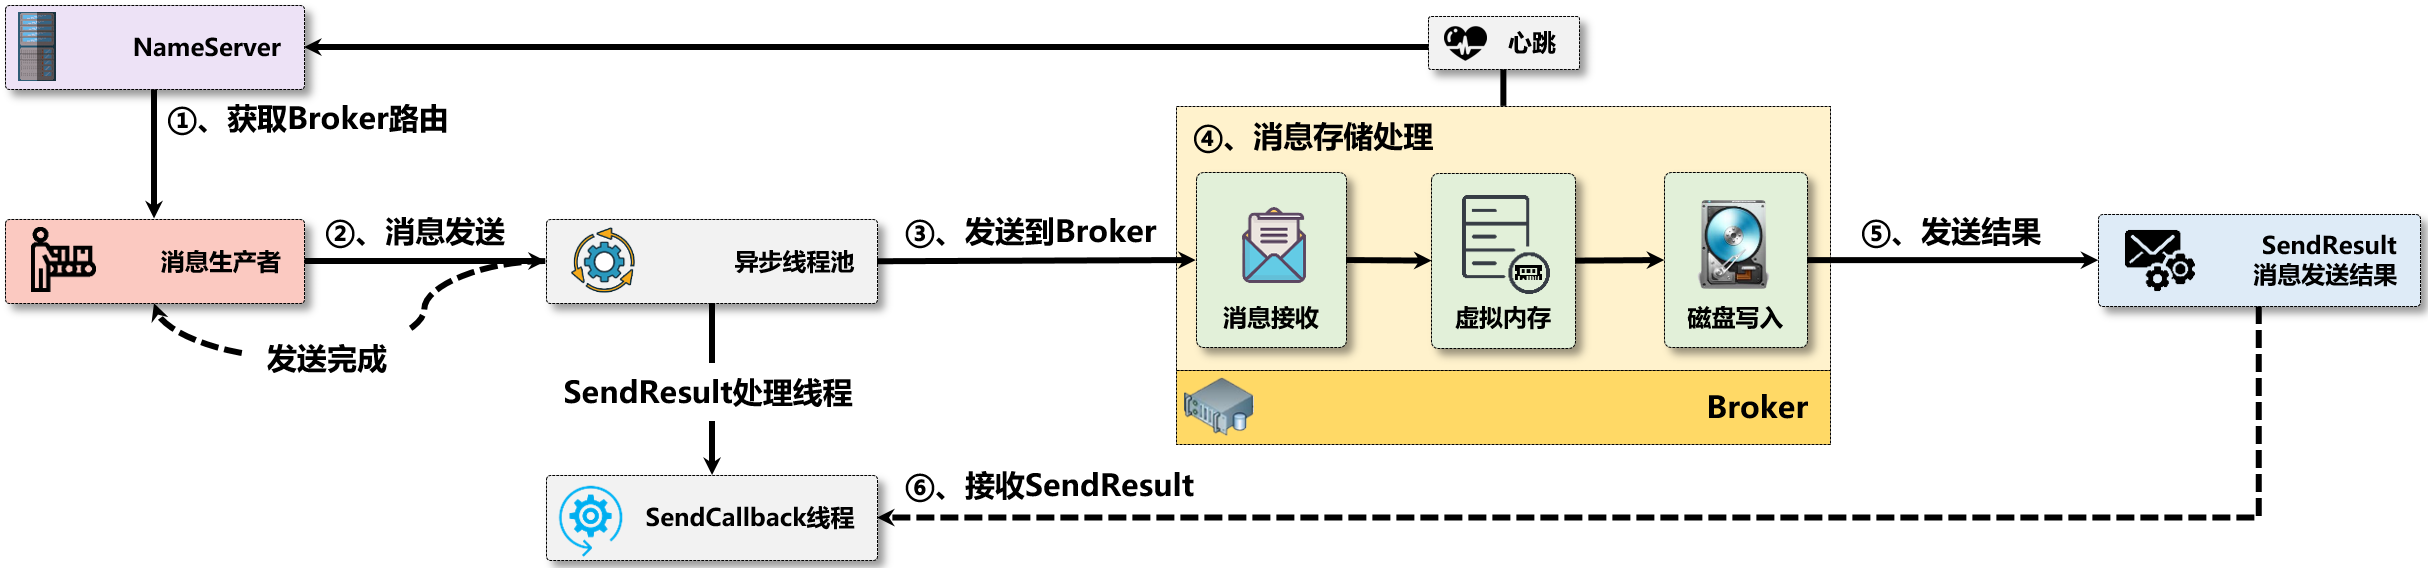 NameServer
心跳
①、获取Broker路由
④、消息存储处理
消息生产者
②、消息发送
异步线程池
③、发送到Broker
消息接收
虚拟内存
磁盘写入
⑤、发送结果
SendResult
消息发送结果
发送完成
SendResult处理线程
Broker
⑥、接收SendResult
SendCallback线程